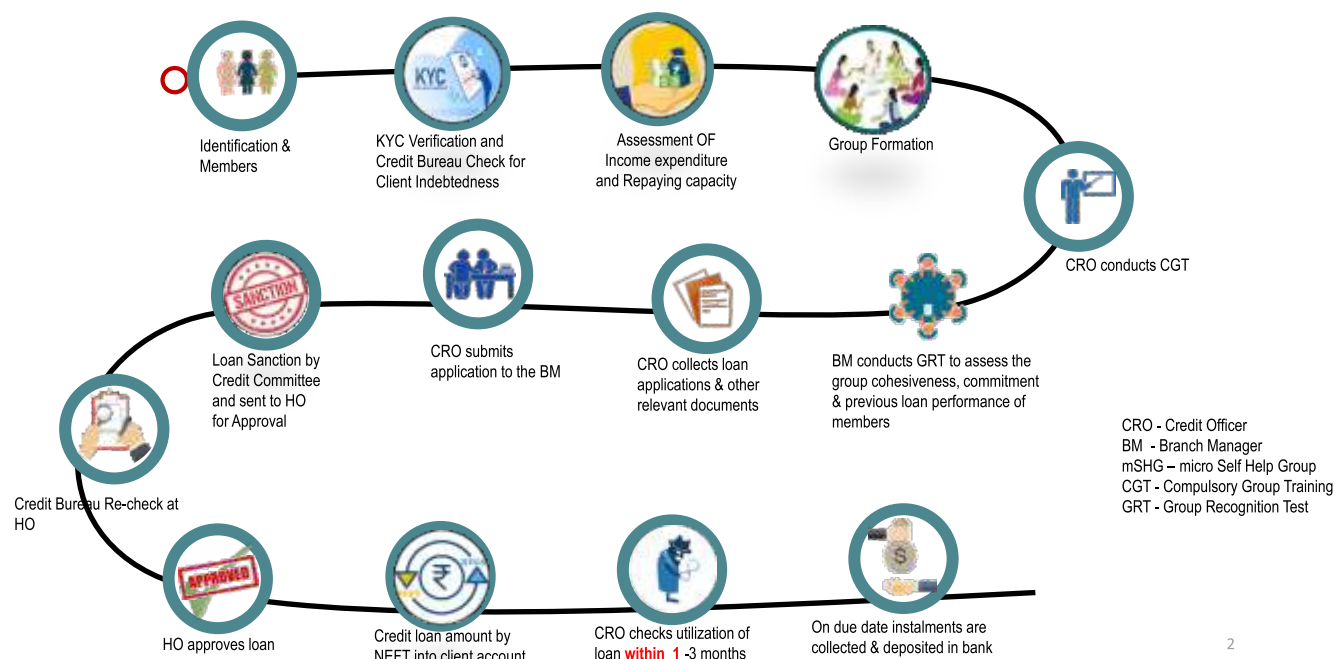 KYC
Identification &
Members
KYC Verification and
Credit Bureau Check for
Client Indebtedness
Assessment OF
Income expenditure
and Repaying capacity
Group Formation
CRO conducts CGT
BM conducts GRT to assess the
group cohesiveness, commitment
& previous loan performance of
members
CRO collects loan
applications & other
relevant documents
CRO submits
application to the BM
SANCTION
Loan Sanction by
Credit Committee
and sent to HO
for Approval
Credit Bureau Re-check at
HO
APPROVED
HO approves loan
₹
Credit loan amount by
NEFT into client account
CRO checks utilization of
loan within 1 -3 months
$
On due date instalments are
collected & deposited in bank
CRO - Credit Officer
BM - Branch Manager
mSHG – micro Self Help Group
CGT - Compulsory Group Training
GRT - Group Recognition Test
2